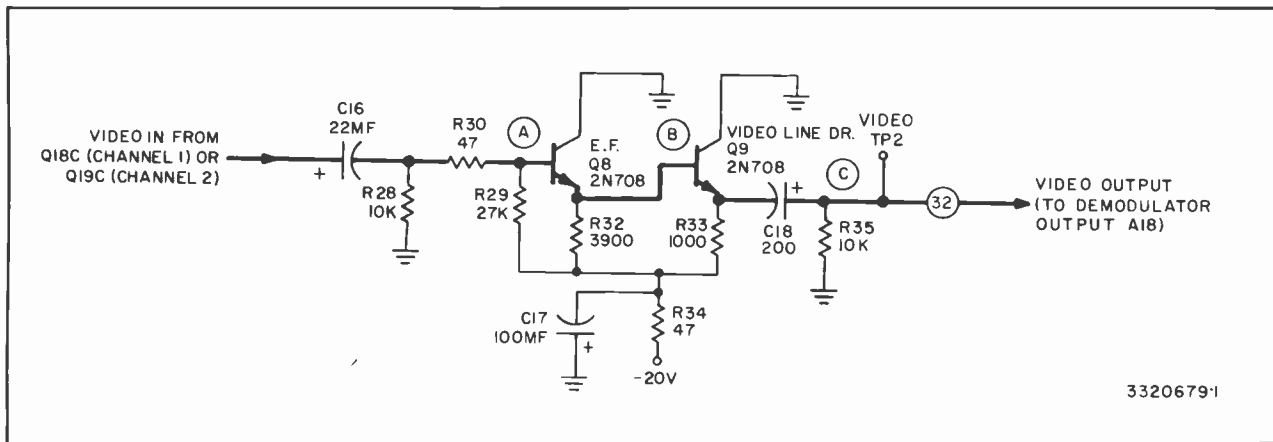 VIDEO IN FROM
Q18C (CHANNEL 1) OR
Q19C (CHANNEL 2)
C16
22MF
+
R28
10K
R30
47
A
R29
27K
E.F.
Q8
2N708
R32
3900
B
VIDEO LINE DR.
Q9
2N708
R33
1000
C18
200
+
C
VIDEO
TP2
R35
10K
32
VIDEO OUTPUT
(TO DEMODULATOR
OUTPUT A18)
C17
100MF
+
R34
47
-20V
3320679-1